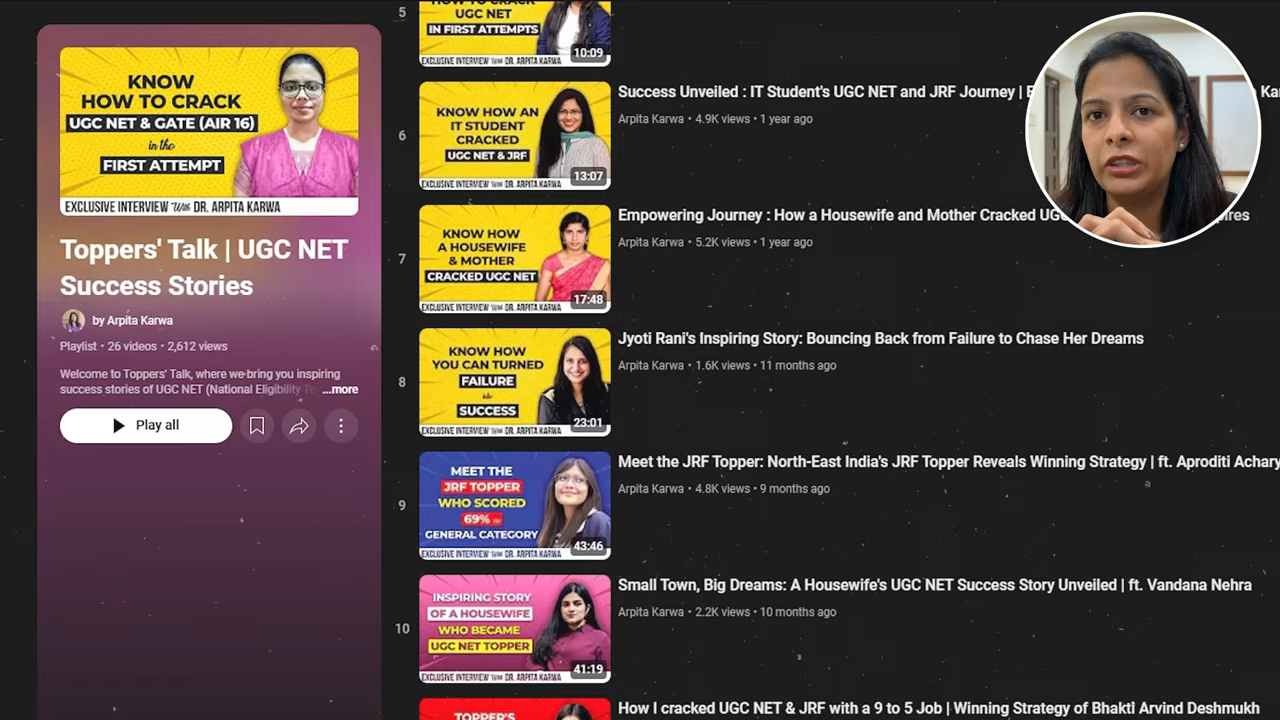 KNOW
HOW TO CRACK
UGC NET & GATE (AIR 16)
in the
FIRST ATTEMPT
EXCLUSIVE INTERVIEW With DR. ARPITA KARWA
Toppers' Talk | UGC NET
Success Stories
by Arpita Karwa
Playlist • 26 videos • 2,612 views
Welcome to Toppers' Talk, where we bring you inspiring
success stories of UGC NET (National Eligibility ...more
Play all
5
HOW TO CRACK
UGC NET
IN FIRST ATTEMPTS
10:09
EXCLUSIVE INTERVIEW With DR. ARPITA KARWA
6
KNOW HOW AN
IT STUDENT
CRACKED
UGC NET & JRF
13:07
EXCLUSIVE INTERVIEW With DR. ARPITA KARWA
Success Unveiled : IT Student's UGC NET and JRF Journey |
Arpita Karwa • 4.9K views • 1 year ago
7
KNOW HOW
A HOUSEWIFE
& MOTHER
CRACKED UGC NET
17:48
EXCLUSIVE INTERVIEW With DR. ARPITA KARWA
Empowering Journey : How a Housewife and Mother Cracked
Arpita Karwa • 5.2K views • 1 year ago
8
KNOW HOW
YOU CAN TURNED
FAILURE
into
SUCCESS
23:01
EXCLUSIVE INTERVIEW With DR. ARPITA KARWA
Jyoti Rani's Inspiring Story: Bouncing Back from Failure to Chase Her Dreams
Arpita Karwa • 1.6K views • 11 months ago
9
MEET THE
JRF TOPPER
WHO SCORED
69% IN
GENERAL CATEGORY
43:46
EXCLUSIVE INTERVIEW With DR. ARPITA KARWA
Meet the JRF Topper: North-East India's JRF Topper Reveals Winning Strategy | ft. Aproditi Achary
Arpita Karwa • 4.8K views • 9 months ago
10
INSPIRING STORY
OF A HOUSEWIFE
WHO BECAME
UGC NET TOPPER
41:19
EXCLUSIVE INTERVIEW With DR. ARPITA KARWA
Small Town, Big Dreams: A Housewife's UGC NET Success Story Unveiled | ft. Vandana Nehra
Arpita Karwa • 2.2K views • 10 months ago
TOPPER'S
How I cracked UGC NET & JRF with a 9 to 5 Job | Winning Strategy of Bhakti Arvind Deshmukh